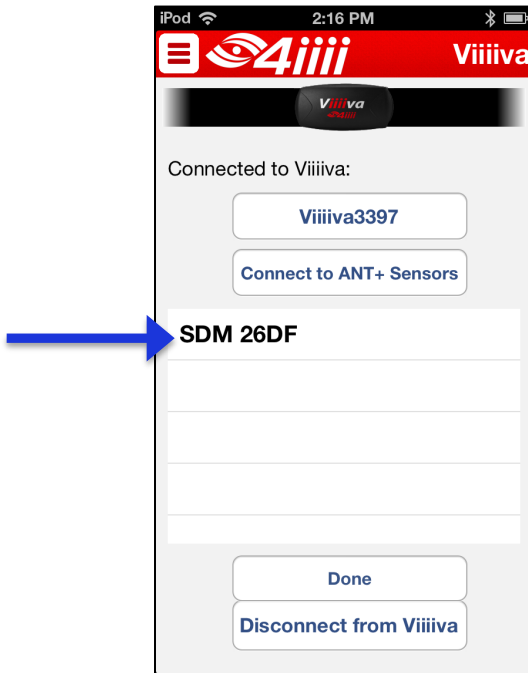 iPod 2:16 PM
4iiii Viiiiva
Viiiiva
4iiii
Connected to Viiiiva:
Viiiiva3397
Connect to ANT+ Sensors
SDM 26DF
Done
Disconnect from Viiiiva